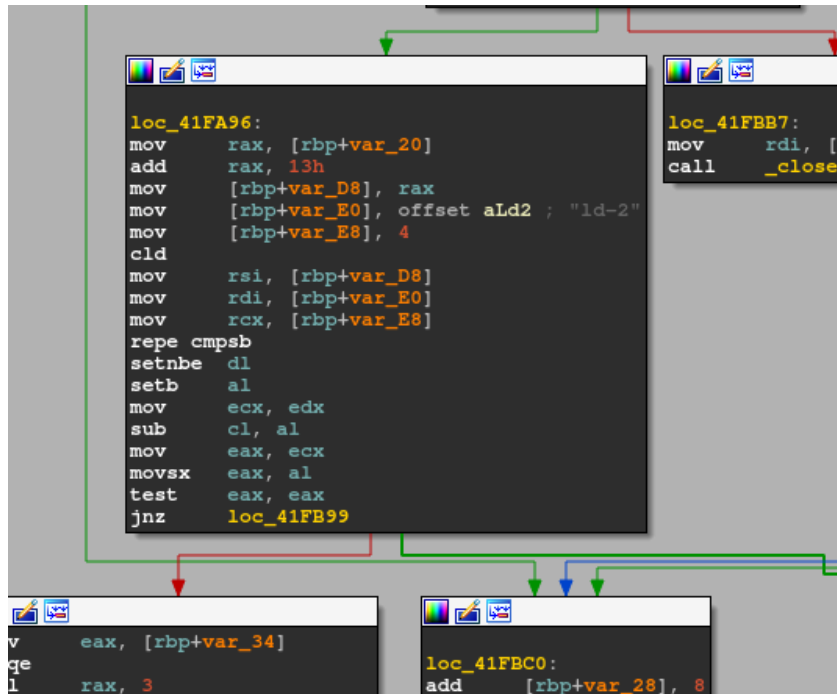 loc_41FA96:
mov rax, [rbp+var_20]
add rax, 13h
mov [rbp+var_D8], rax
mov [rbp+var_E0], offset aLd2 ; "ld-2"
mov [rbp+var_E8], 4
cld
mov rsi, [rbp+var_D8]
mov rdi, [rbp+var_E0]
mov rcx, [rbp+var_E8]
repe cmpsb
setnbe dl
setb al
mov ecx, edx
sub cl, al
mov eax, ecx
movsx eax, al
test eax, eax
jnz loc_41FB99
loc_41FBB7:
mov rdi, [
call _close
v eax, [rbp+var_34]
qe
l rax, 3
loc_41FBC0:
add [rbp+var_28], 8